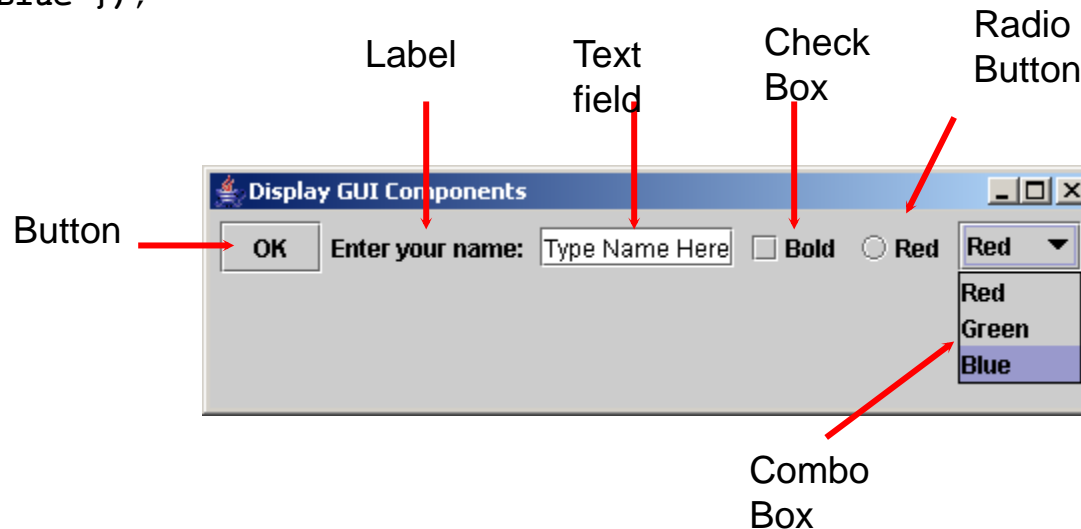 Blue });
Label
Text
field
Check
Box
Radio
Button
Display GUI Components
Button
OK
Enter your name:
Type Name Here
Bold
Red
Red
Red
Green
Blue
Combo
Box